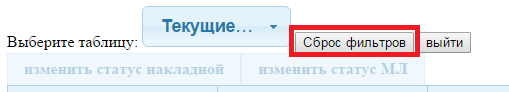 Выберите таблицу: Текущие... Сброс фильтров выйти
изменить статус накладной изменить статус МЛ